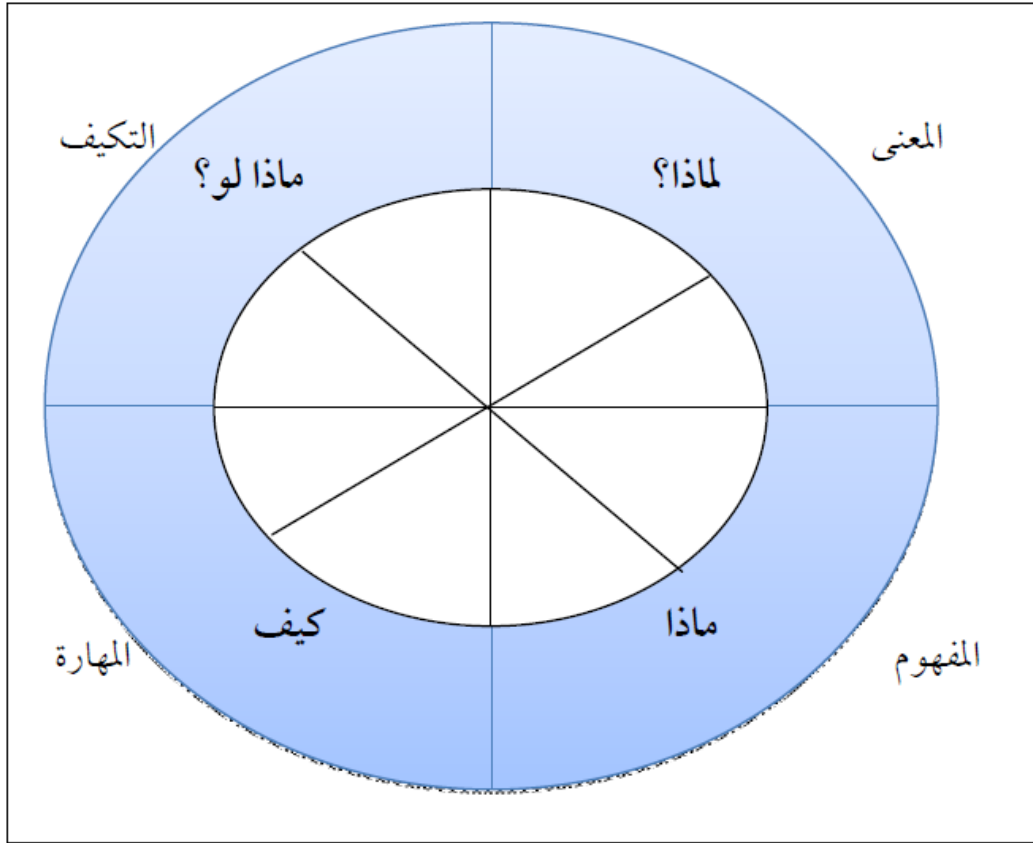 المعنى
التكيف
لماذا؟
ماذا لو؟
ماذا
كيف
المفهوم
المهارة